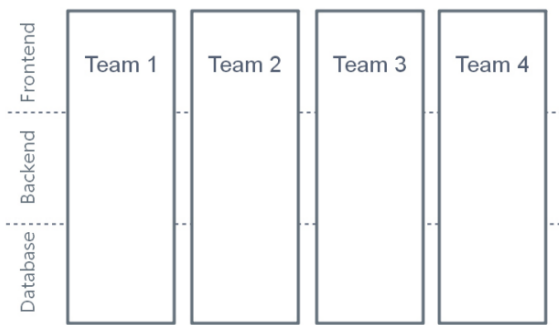 Team 1
Team 2
Team 3
Team 4
Frontend
Backend
Database